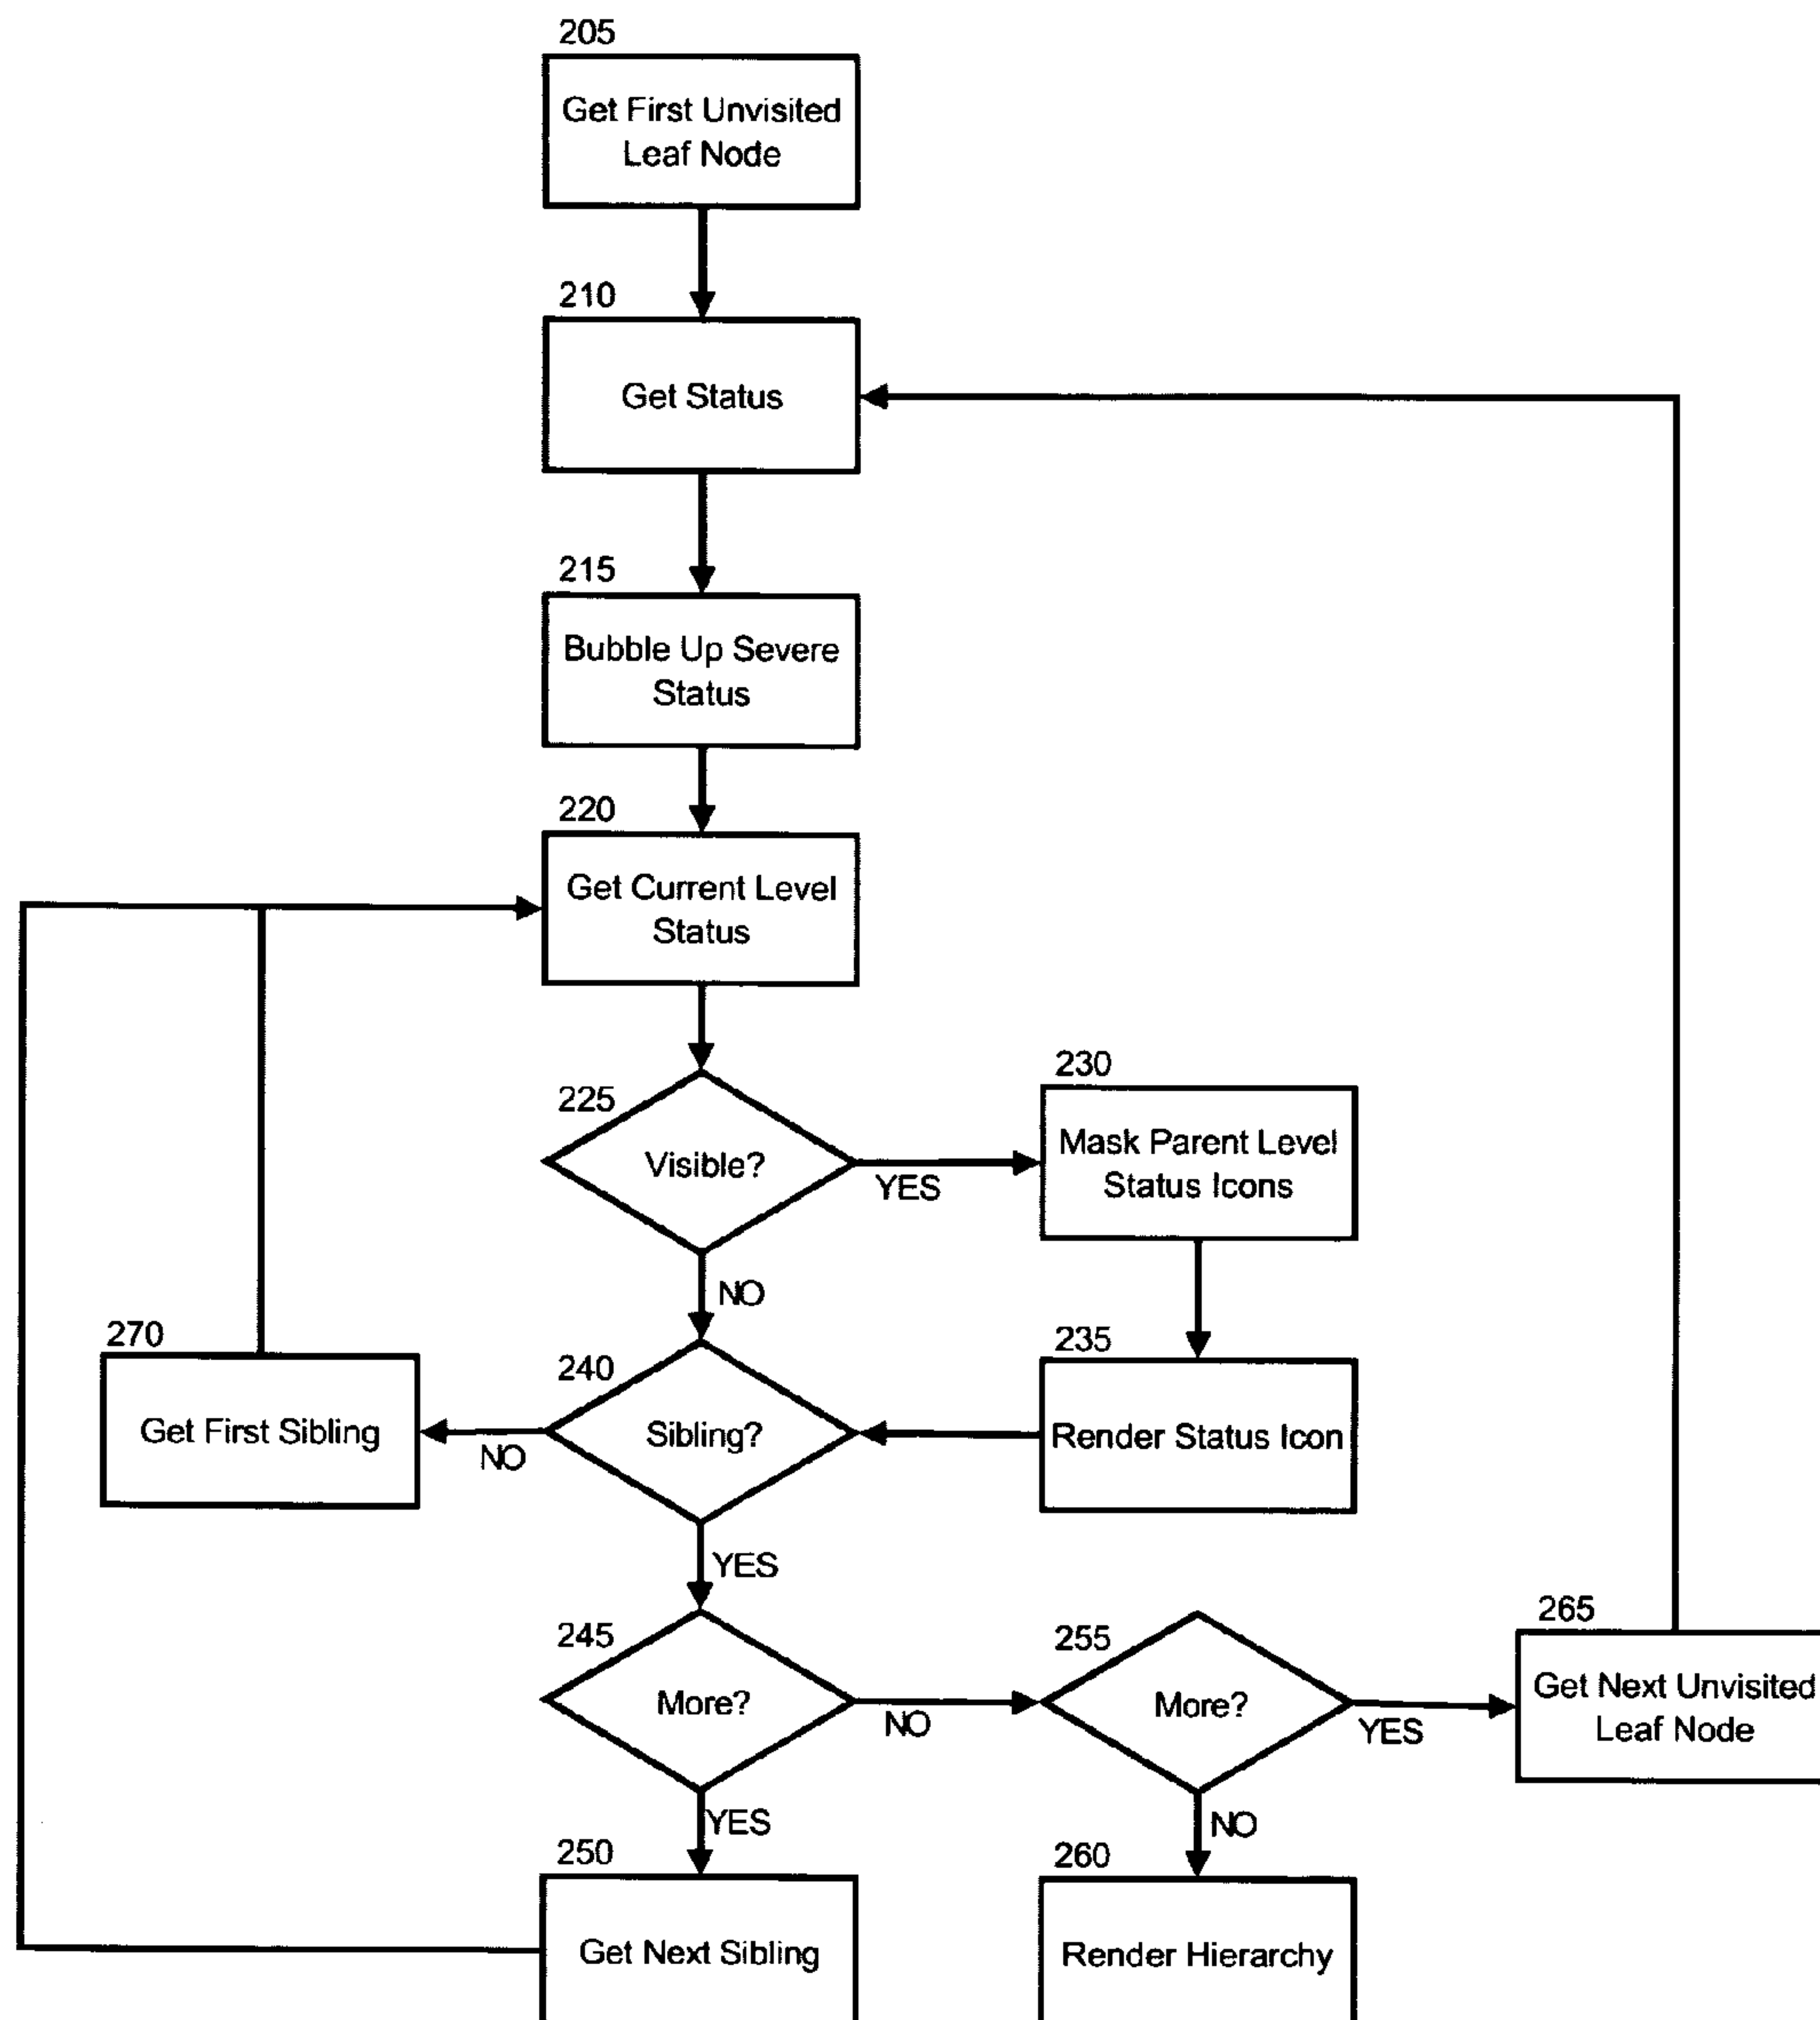 205
Get First Unvisited
Leaf Node
210
Get Status
215
Bubble Up Severe
Status
220
Get Current Level
Status
225
Visible?
YES
NO
230
Mask Parent Level
Status Icons
235
Render Status Icon
240
Sibling?
NO
YES
270
Get First Sibling
245
More?
NO
YES
255
More?
YES
NO
265
Get Next Unvisited
Leaf Node
250
Get Next Sibling
260
Render Hierarchy